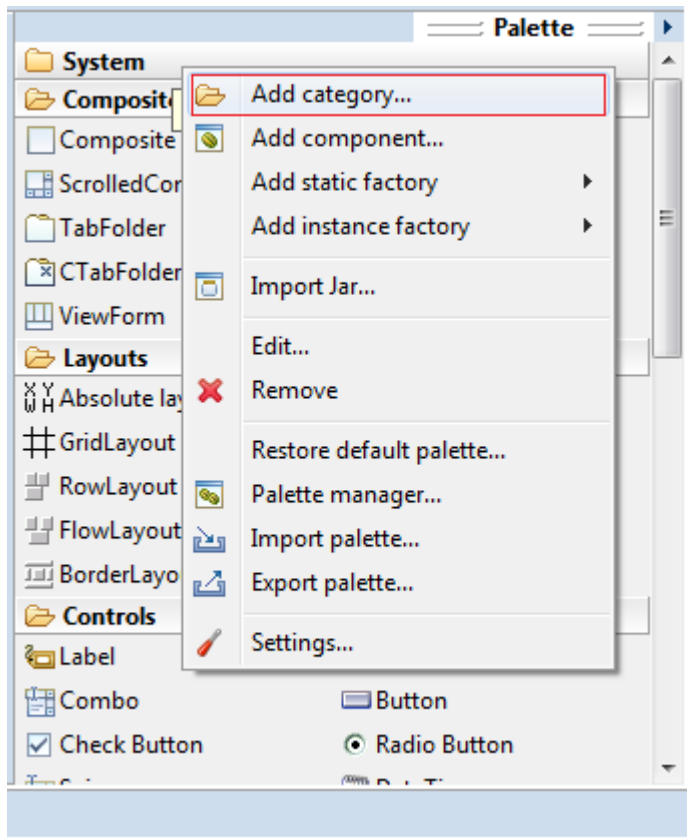 Palette
System
Composit
Composite
ScrolledCor
TabFolder
CTabFolder
ViewForm
Layouts
Absolute lay
GridLayout
RowLayout
FlowLayout
BorderLayo
Controls
Label
Combo
Button
Check Button
Radio Button
Add category...
Add component...
Add static factory
Add instance factory
Import Jar...
Edit...
Remove
Restore default palette...
Palette manager...
Import palette...
Export palette...
Settings...